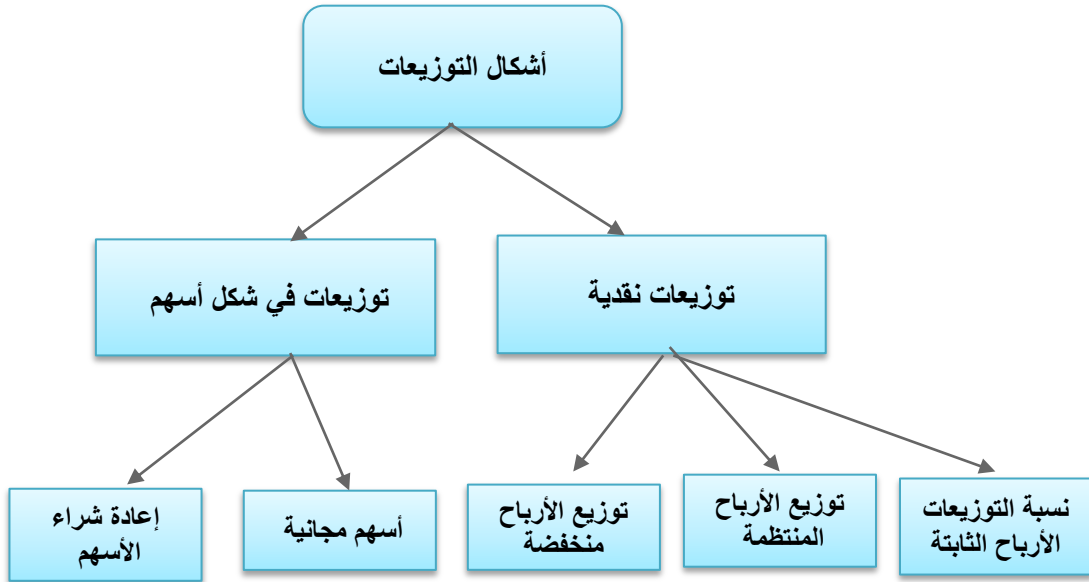 أشكال التوزيعات
توزيعات نقدية
توزيعات في شكل أسهم
نسبة التوزيعات
الأرباح الثابتة
توزيع الأرباح
المنتظمة
توزيع الأرباح
منخفضة
أسهم مجانية
إعادة شراء
الأسهم